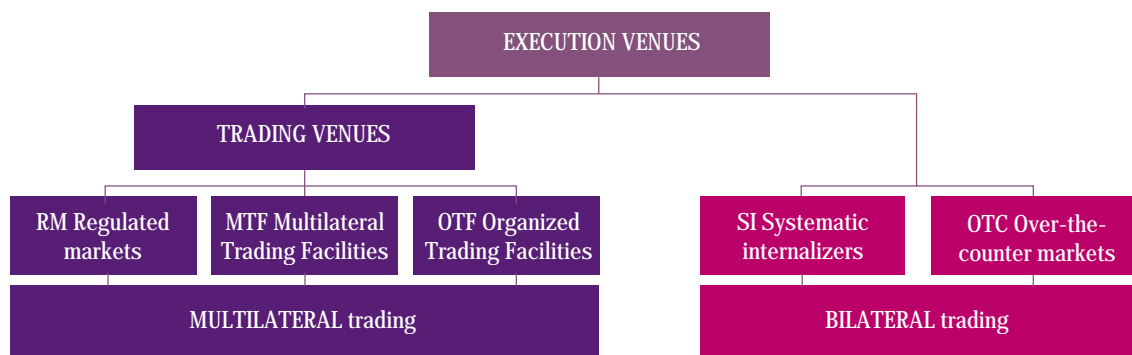 EXECUTION VENUES
TRADING VENUES
RM Regulated
markets
MTF Multilateral
Trading Facilities
OTF Organized
Trading Facilities
SI Systematic
internalizers
OTC Over-the-
counter markets
MULTILATERAL trading
BILATERAL trading